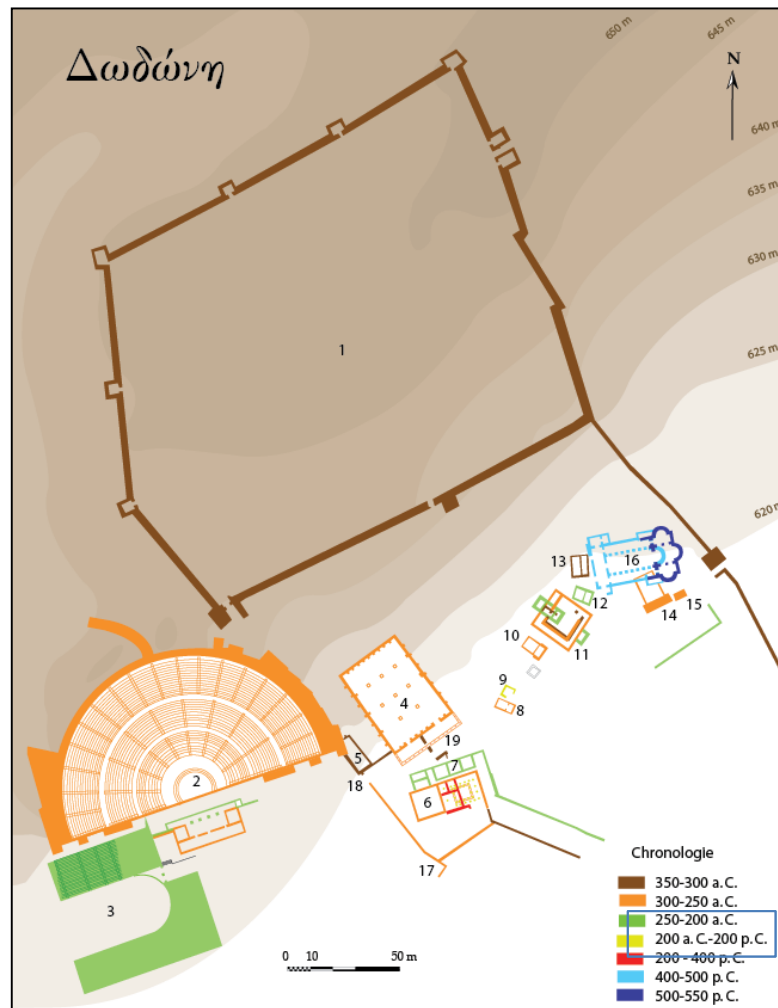 Δωδώνη
650 m
645 m
N
640 m
635 m
630 m
1
625 m
620 m
13
16
12
14
15
10
11
4
9
8
19
5
7
18
2
6
17
3
Chronologie
350-300 a.C.
300-250 a.C.
250-200 a.C.
200 a.C.-200 p.C.
200 - 400 p.C.
400-500 p.C.
500-550 p.C.
0 10 50 m